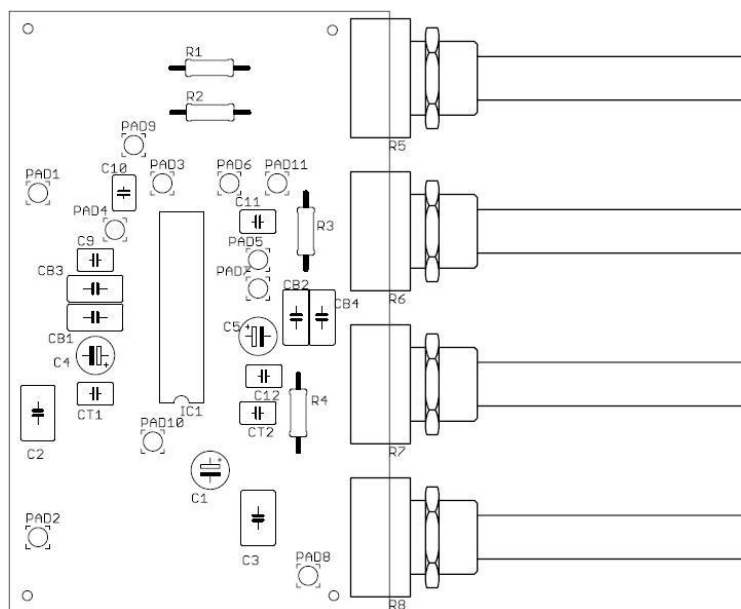 R1
R2
R5
PAD9
C10
PAD3
PAD6
PAD11
PAD1
PAD4
C11
R3
C9
PAD5
CB3
PAD7
CB2
CB4
R6
CB1
C5
C4
CT1
IC1
C12
R4
CT2
PAD10
R7
C2
C1
PAD2
C3
PAD8
R8